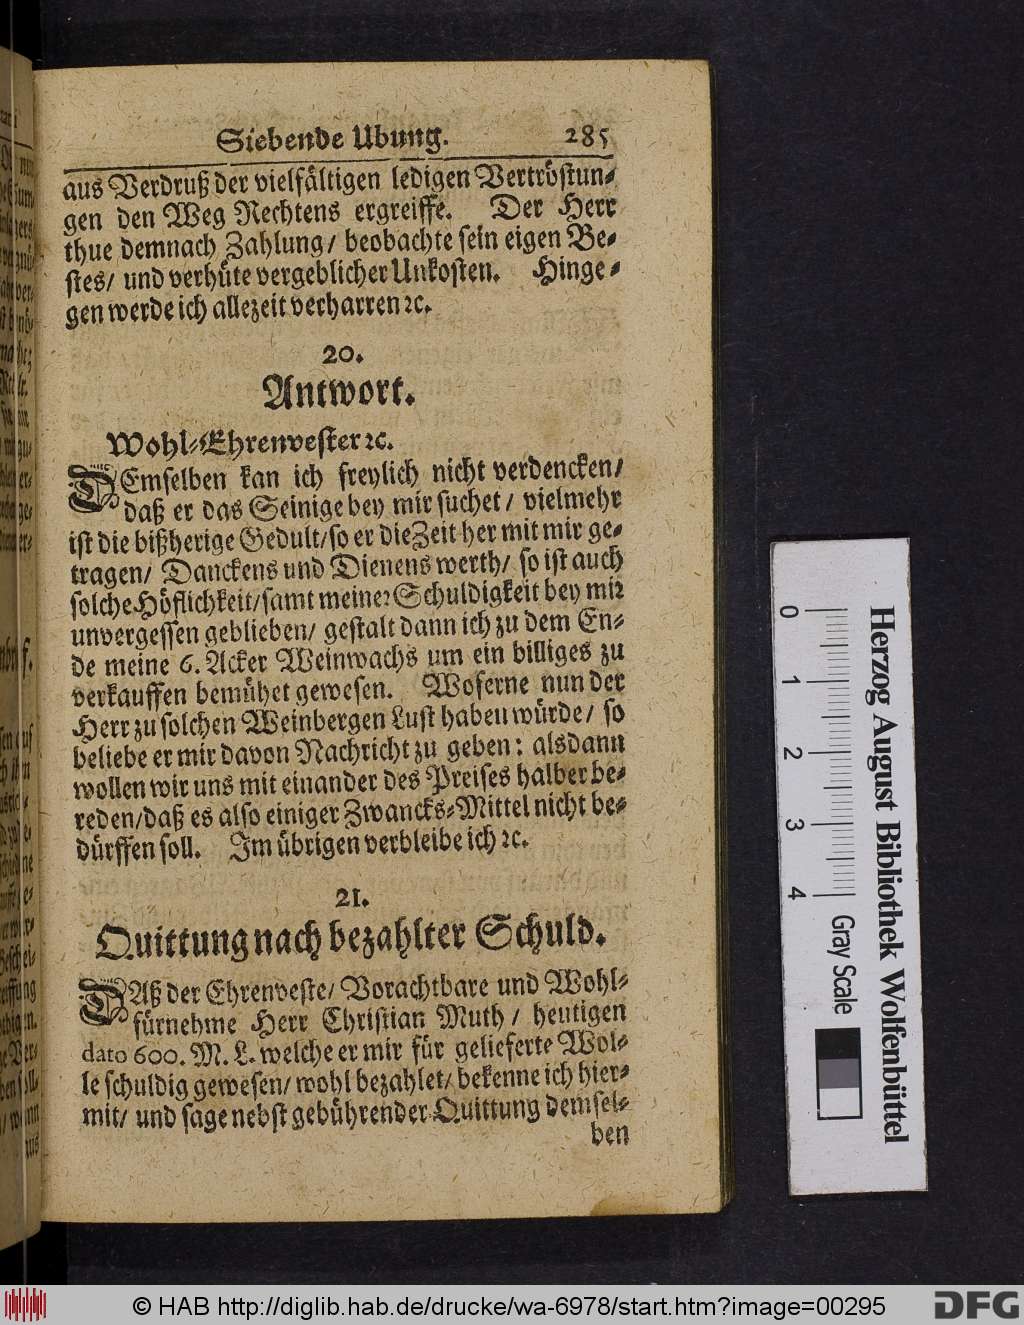 Siebende Ubung. 285
aus Verdruß der vielfältigen ledigen Vertröstun-
gen den Weg Rechtens ergreiffe. Der Herr
thue demnach Zahlung/ beobachte sein eigen Be-
stes/ und verhüte vergeblicher Unkosten. Hinge-
gen werde ich allezeit verharren ꝛc.
20.
Antwort.
Wohl-Ehrenvester ꝛc.
DEmselben kan ich freylich nicht verdencken/
daß er das Seinige bey mir suchet/ vielmehr
ist die bißherige Gedult/ so er die Zeit her mit mir ge-
tragen/ Danckens und Dienens werth/ so ist auch
solche Höflichkeit/ samt meiner Schuldigkeit bey mir
unvergessen geblieben/ gestalt dann ich zu dem En-
de meine 6. Acker Weinwachs um ein billiges zu
verkauffen bemühet gewesen. Woferne nun der
Herr zu solchen Weinbergen Lust haben würde/ so
beliebe er mir davon Nachricht zu geben: alsdann
wollen wir uns mit einander des Preises halber be-
reden/ daß es also einiger Zwancks-Mittel nicht be-
dürffen soll. Im übrigen verbleibe ich ꝛc.
21.
Quittung nach bezahlter Schuld.
DAß der Ehrenveste/ Vorachtbare und Wohl-
fürnehme Herr Christian Muth/ heutigen
dato 600. M. L. welche er mir für gelieferte Wol-
le schuldig gewesen/ wohl bezahlet/ bekenne ich hier-
mit/ und sage nebst gebührender Quittung demsel-
ben
0 1 2 3 4
Gray Scale
Herzog August Bibliothek Wolfenbüttel
© HAB http://diglib.hab.de/drucke/wa-6978/start.htm?image=00295
DFG